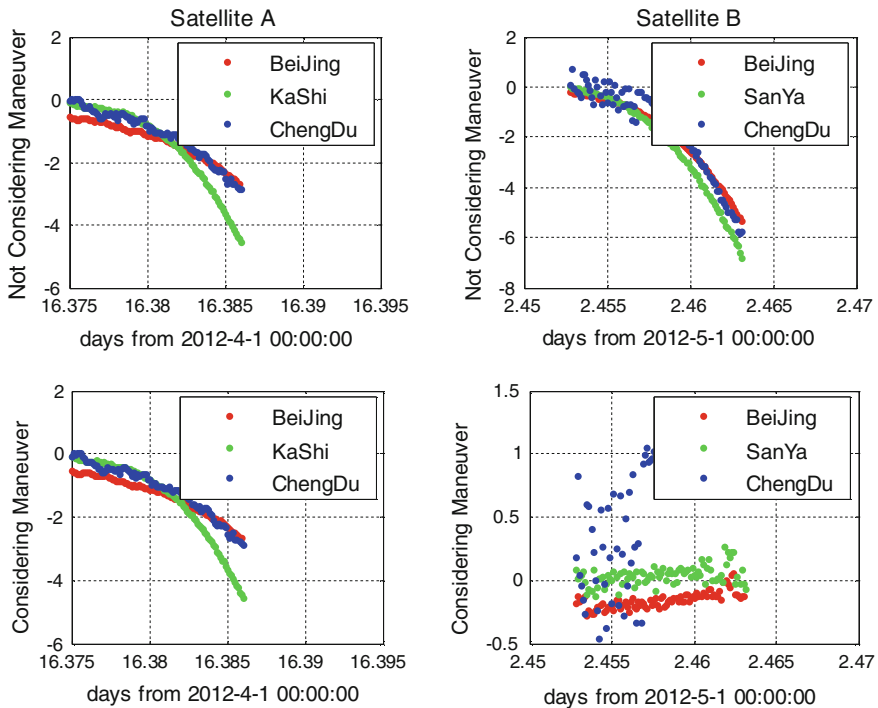 Satellite A
Not Considering Maneuver
2
0
-2
-4
-6
16.375
16.38
16.385
16.39
16.395
BeiJing
KaShi
ChengDu
days from 2012-4-1 00:00:00
Satellite B
Not Considering Maneuver
2
0
-2
-4
-6
-8
2.45
2.455
2.46
2.465
2.47
BeiJing
SanYa
ChengDu
days from 2012-5-1 00:00:00
Considering Maneuver
2
0
-2
-4
-6
16.375
16.38
16.385
16.39
16.395
BeiJing
KaShi
ChengDu
days from 2012-4-1 00:00:00
Considering Maneuver
1.5
1
0.5
0
-0.5
2.45
2.455
2.46
2.465
2.47
BeiJing
SanYa
ChengDu
days from 2012-5-1 00:00:00